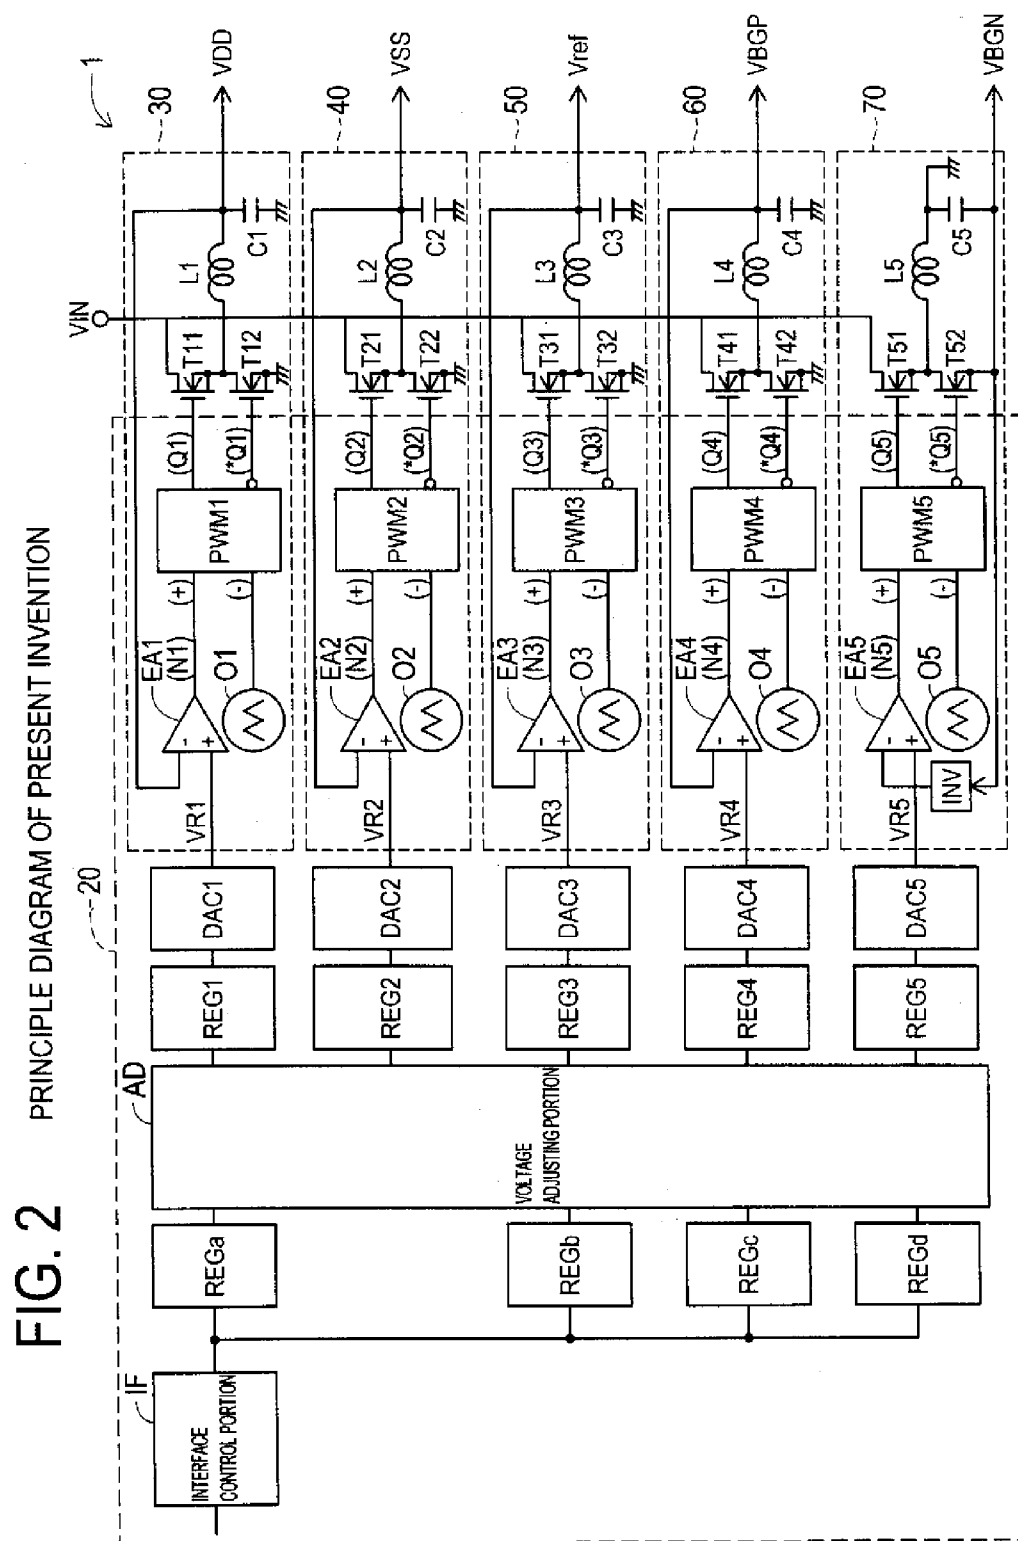 FIG. 2
PRINCIPLE DIAGRAM OF PRESENT INVENTION
1
20
VIN
30
VDD
IF
INTERFACE
CONTROL PORTION
AD
VOLTAGE
ADJUSTING PORTION
REGa
REGb
REGc
REGd
REG1
DAC1
VR1
EA1
(N1)
-
+
O1
(+)
(-)
PWM1
(Q1)
(*Q1)
T11
T12
L1
C1
40
VSS
REG2
DAC2
VR2
EA2
(N2)
-
+
O2
(+)
(-)
PWM2
(Q2)
(*Q2)
T21
T22
L2
C2
50
Vref
REG3
DAC3
VR3
EA3
(N3)
-
+
O3
(+)
(-)
PWM3
(Q3)
(*Q3)
T31
T32
L3
C3
60
VBGP
REG4
DAC4
VR4
EA4
(N4)
-
+
O4
(+)
(-)
PWM4
(Q4)
(*Q4)
T41
T42
L4
C4
70
VBGN
REG5
DAC5
VR5
INV
EA5
(N5)
-
+
O5
(+)
(-)
PWM5
(Q5)
(*Q5)
T51
T52
L5
C5